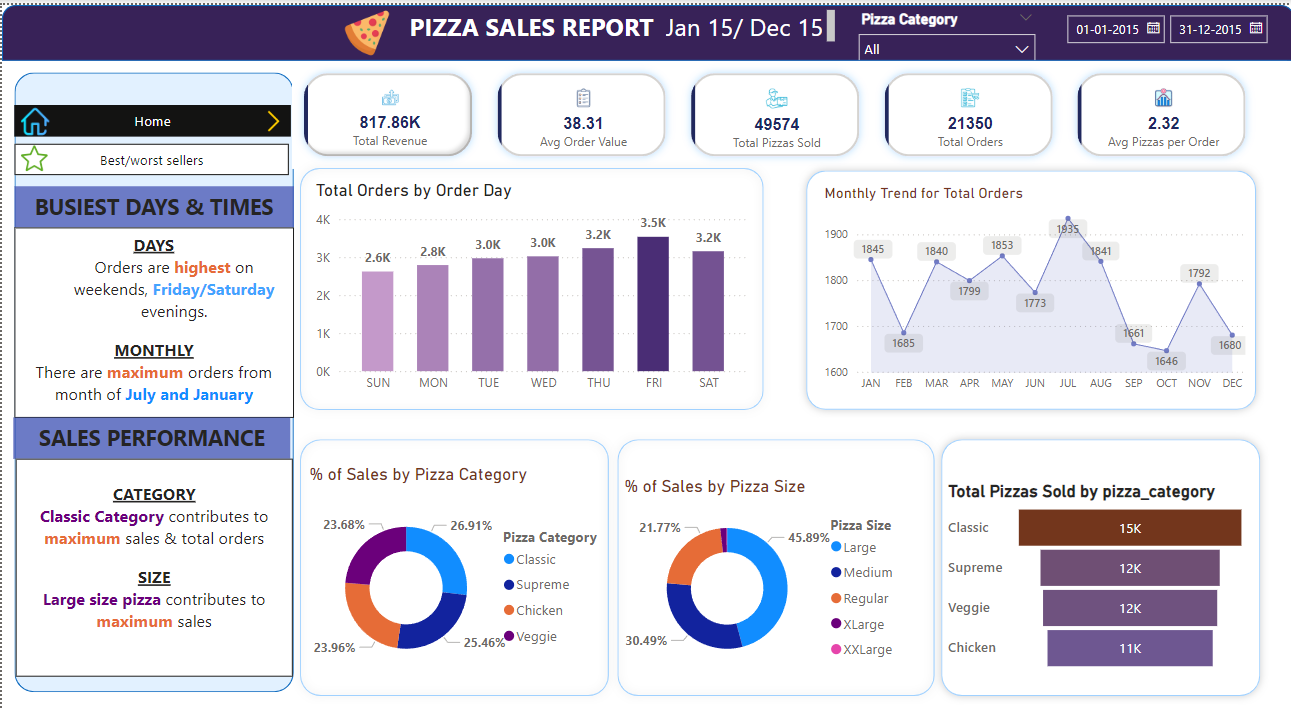 PIZZA SALES REPORT Jan 15/ Dec 15
Pizza Category
All
01-01-2015
31-12-2015
Home
Best/worst sellers
BUSIEST DAYS & TIMES
DAYS
Orders are highest on
weekends, Friday/Saturday
evenings.
MONTHLY
There are maximum orders from
month of July and January
SALES PERFORMANCE
CATEGORY
Classic Category contributes to
maximum sales & total orders
SIZE
Large size pizza contributes to
maximum sales
817.86K
Total Revenue
38.31
Avg Order Value
49574
Total Pizzas Sold
21350
Total Orders
2.32
Avg Pizzas per Order
Total Orders by Order Day
4K
3K
2K
1K
0K
2.6K
2.8K
3.0K
3.0K
3.2K
3.5K
3.2K
SUN MON TUE WED THU FRI SAT
Monthly Trend for Total Orders
1900
1800
1700
1600
1845
1685
1840
1799
1853
1773
1935
1841
1661
1646
1792
1680
JAN FEB MAR APR MAY JUN JUL AUG SEP OCT NOV DEC
% of Sales by Pizza Category
23.68%
26.91%
23.96%
25.46%
Pizza Category
Classic
Supreme
Chicken
Veggie
% of Sales by Pizza Size
21.77%
45.89%
30.49%
Pizza Size
Large
Medium
Regular
XLarge
XXLarge
Total Pizzas Sold by pizza_category
Classic 15K
Supreme 12K
Veggie 12K
Chicken 11K